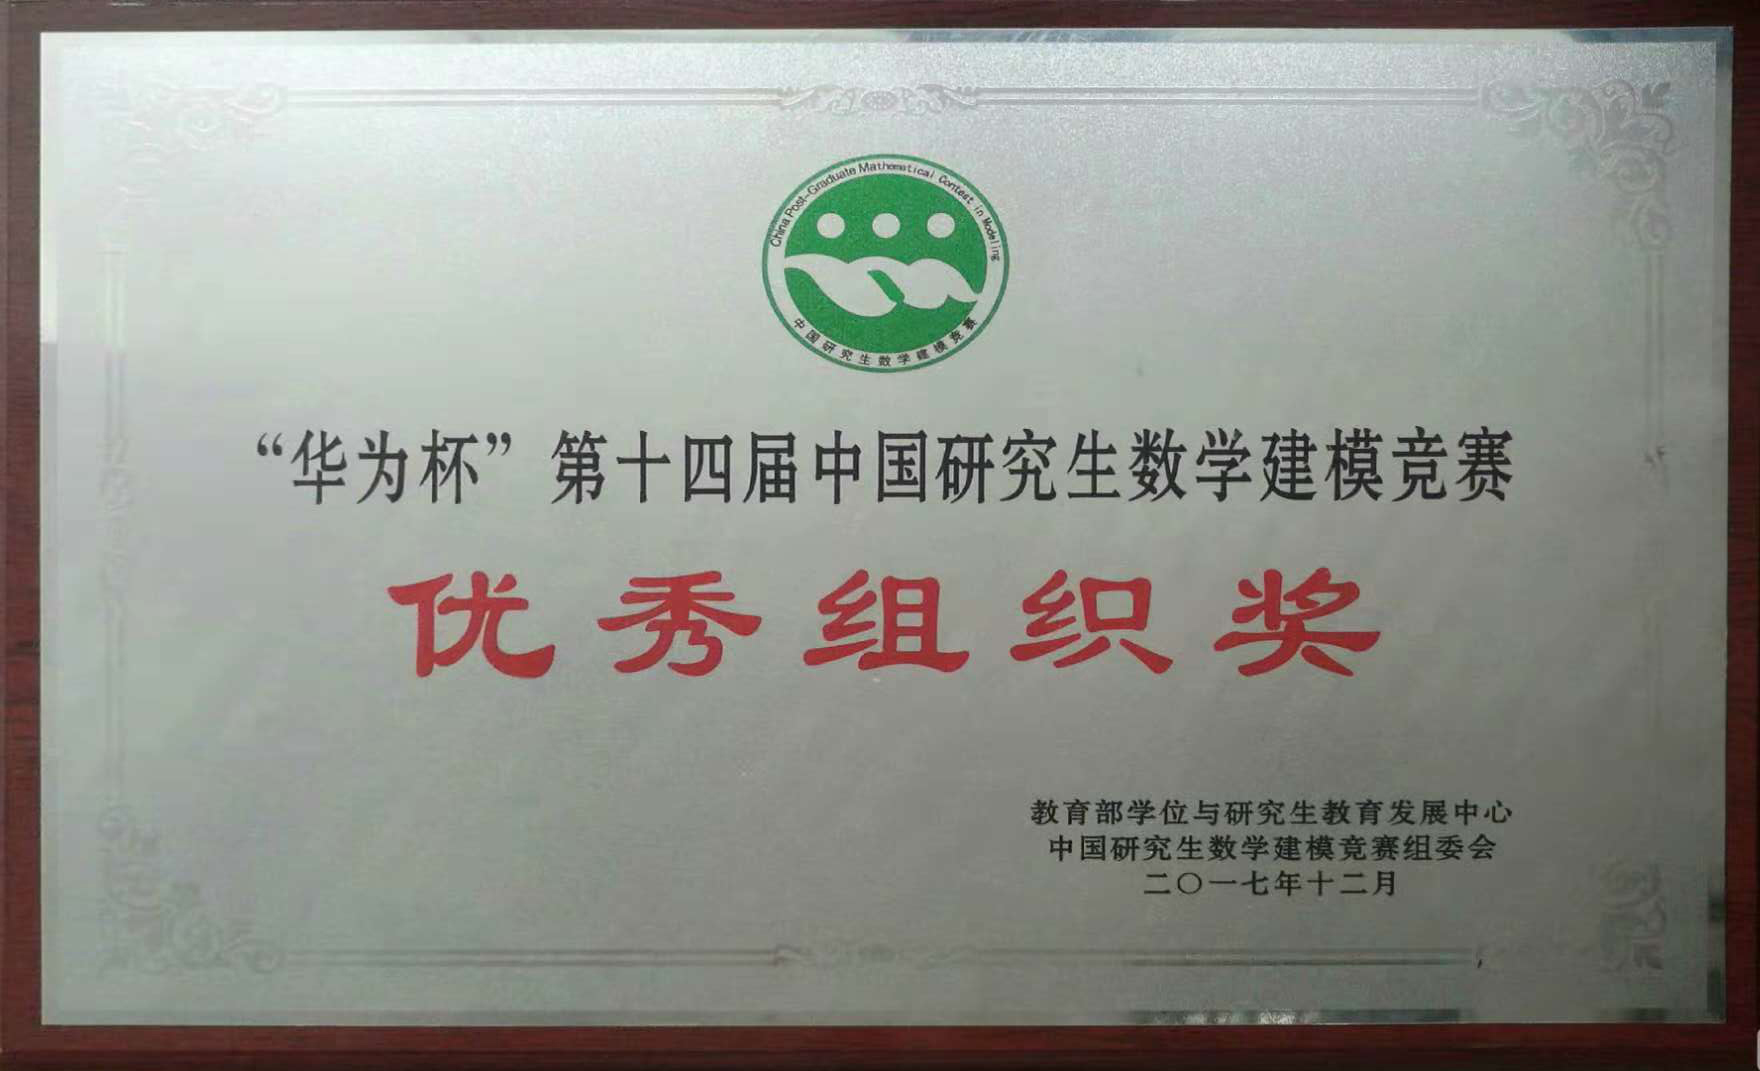 China Post-Graduate Mathematical Contest in Modeling
中国研究生数学建模竞赛
“华为杯”第十四届中国研究生数学建模竞赛
优秀组织奖
教育部学位与研究生教育发展中心
中国研究生数学建模竞赛组委会
二〇一七年十二月